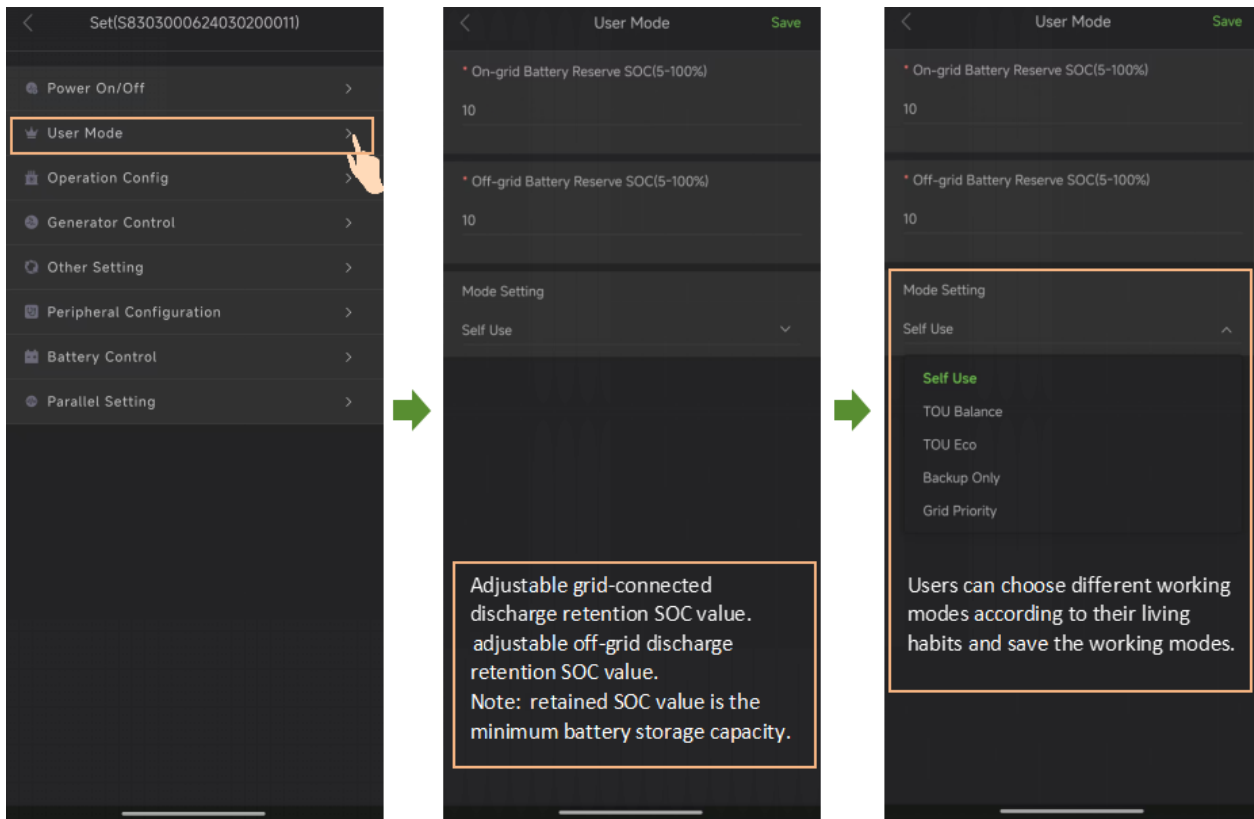 Set(S8303000624030200011)
Power On/Off
User Mode
Operation Config
Generator Control
Other Setting
Peripheral Configuration
Battery Control
Parallel Setting
User Mode
Save
* On-grid Battery Reserve SOC(5-100%)
10
* Off-grid Battery Reserve SOC(5-100%)
10
Mode Setting
Self Use
Adjustable grid-connected
discharge retention SOC value.
adjustable off-grid discharge
retention SOC value.
Note: retained SOC value is the
minimum battery storage capacity.
User Mode
Save
* On-grid Battery Reserve SOC(5-100%)
10
* Off-grid Battery Reserve SOC(5-100%)
10
Mode Setting
Self Use
Self Use
TOU Balance
TOU Eco
Backup Only
Grid Priority
Users can choose different working
modes according to their living
habits and save the working modes.